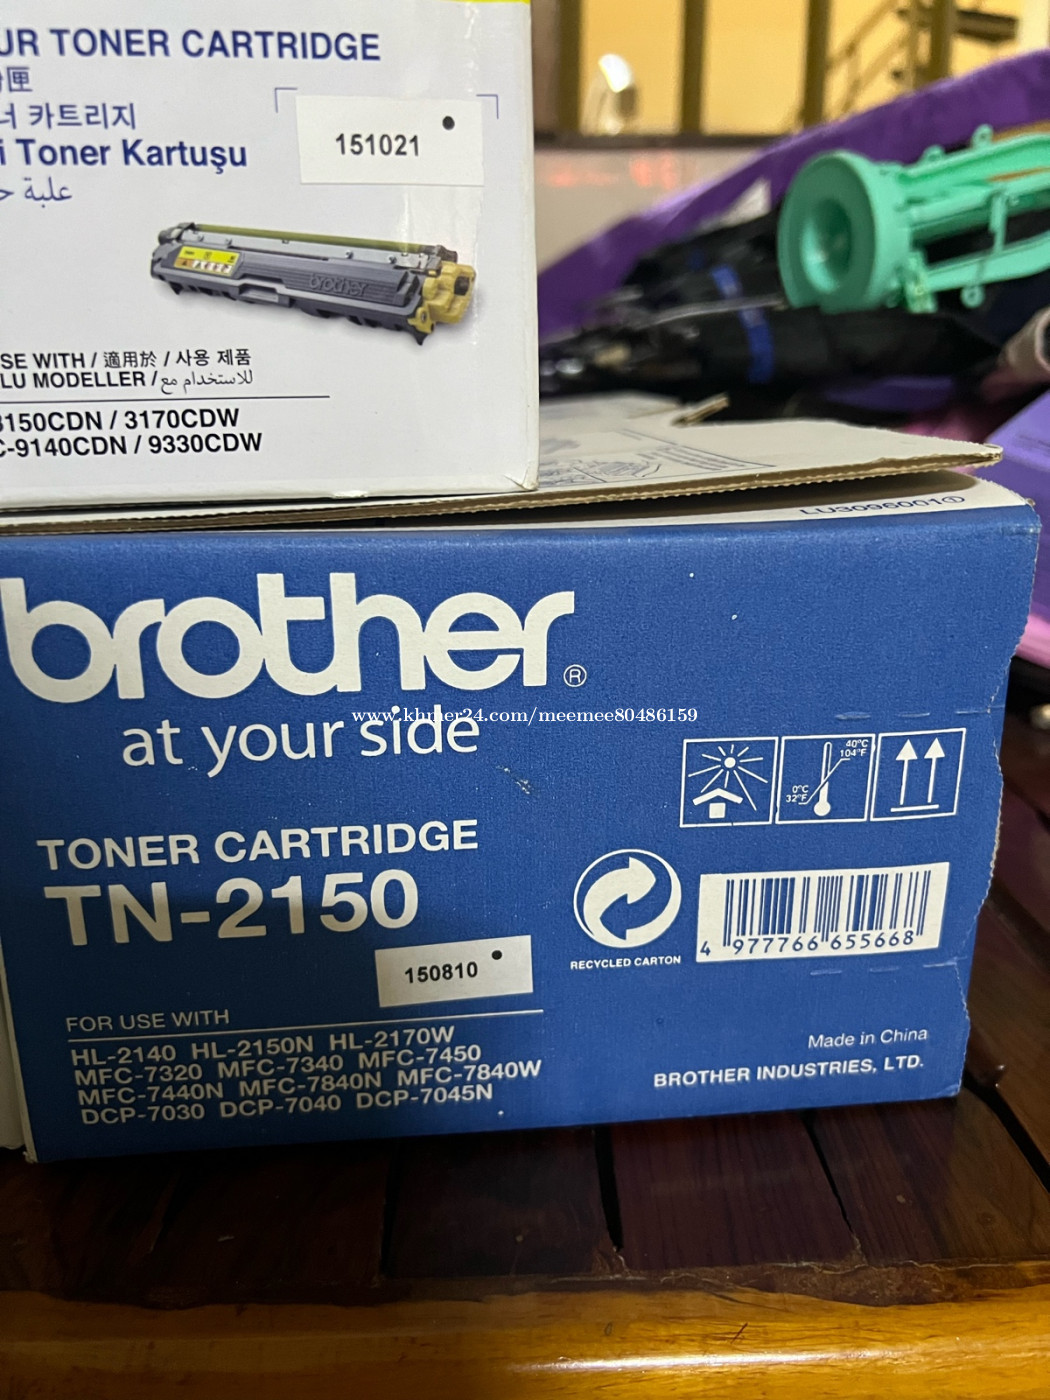 UR TONER CARTRIDGE
匣
너 카트리지
i Toner Kartuşu
علبة
151021
brother
SE WITH / 適用於 / 사용 제품
LU MODELLER / للاستخدام مع
3150CDN / 3170CDW
C-9140CDN / 9330CDW
LU3096001①
brother®
at your side
www.khmer24.com/meemee80486159
40°C
104°F
0°C
32°F
TONER CARTRIDGE
TN-2150
150810
RECYCLED CARTON
4 977766 655668
FOR USE WITH
HL-2140 HL-2150N HL-2170W
MFC-7320 MFC-7340 MFC-7450
MFC-7440N MFC-7840N MFC-7840W
DCP-7030 DCP-7040 DCP-7045N
Made in China
BROTHER INDUSTRIES, LTD.